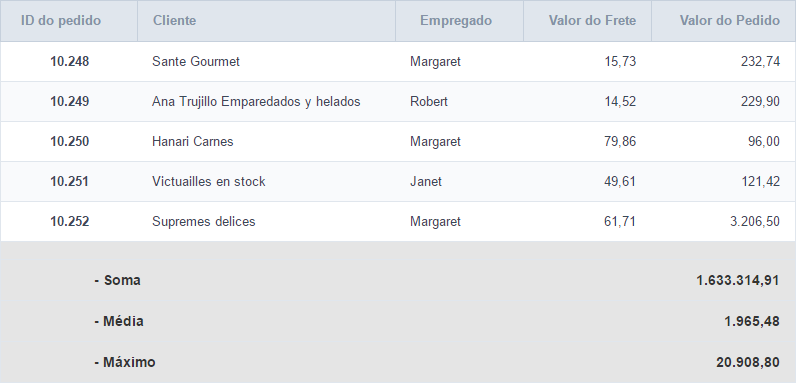 ID do pedido Cliente Empregado Valor do Frete Valor do Pedido
10.248 Sante Gourmet Margaret 15,73 232,74
10.249 Ana Trujillo Emparedados y helados Robert 14,52 229,90
10.250 Hanari Carnes Margaret 79,86 96,00
10.251 Victuailles en stock Janet 49,61 121,42
10.252 Supremes delices Margaret 61,71 3.206,50
- Soma 1.633.314,91
- Média 1.965,48
- Máximo 20.908,80